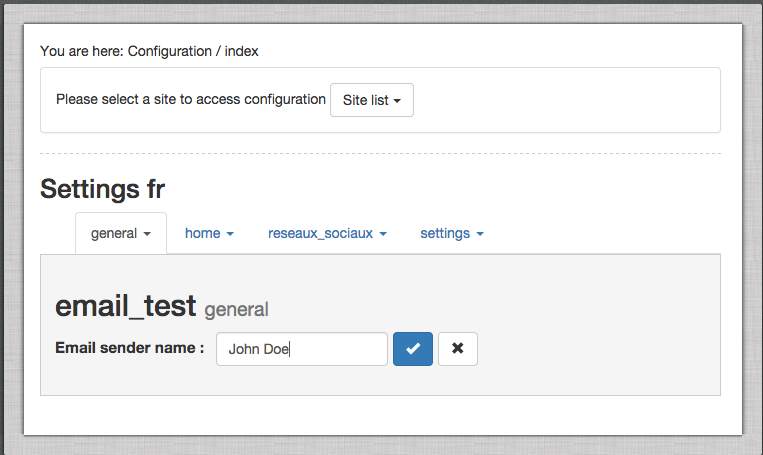 You are here: Configuration / index
Please select a site to access configuration Site list
Settings fr
general home reseaux_sociaux settings
email_test general
Email sender name : John Doe